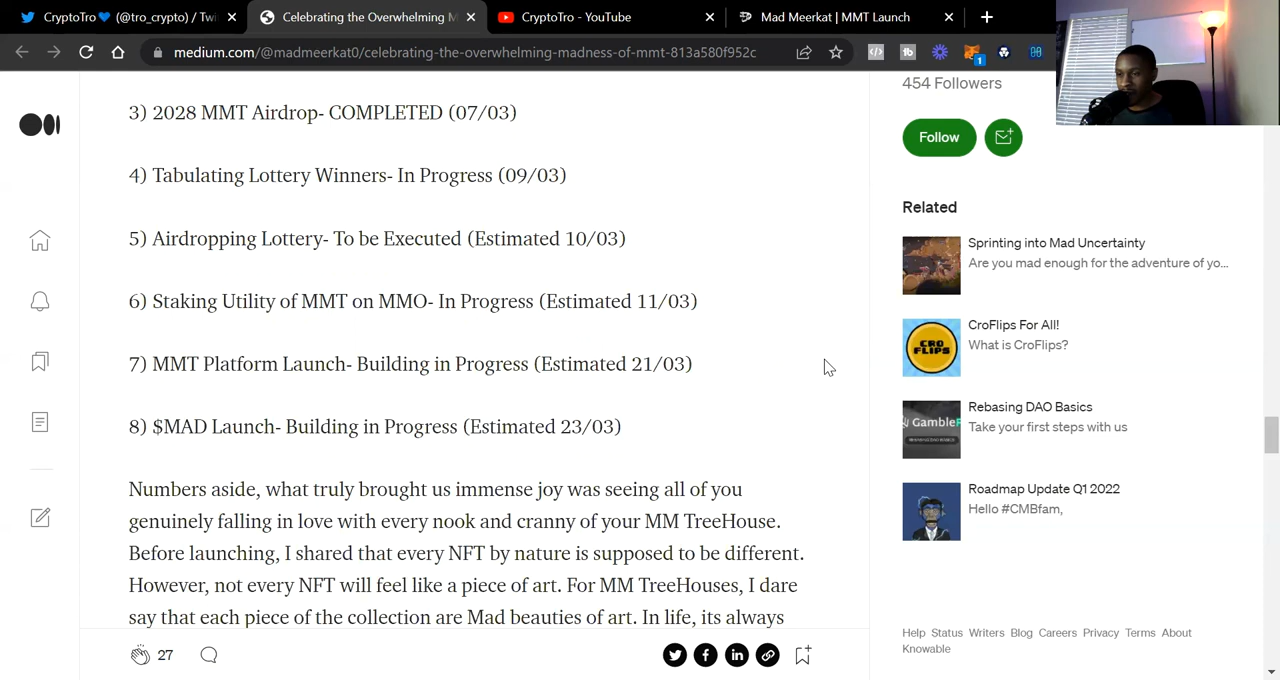 CryptoTro 💙 (@tro_crypto) / Twi
Celebrating the Overwhelming M
CryptoTro - YouTube
Mad Meerkat | MMT Launch
medium.com/@madmeerkat0/celebrating-the-overwhelming-madness-of-mmt-813a580f952c
1
3) 2028 MMT Airdrop- COMPLETED (07/03)
4) Tabulating Lottery Winners- In Progress (09/03)
5) Airdropping Lottery- To be Executed (Estimated 10/03)
6) Staking Utility of MMT on MMO- In Progress (Estimated 11/03)
7) MMT Platform Launch- Building in Progress (Estimated 21/03)
8) $MAD Launch- Building in Progress (Estimated 23/03)
Numbers aside, what truly brought us immense joy was seeing all of you
genuinely falling in love with every nook and cranny of your MM TreeHouse.
Before launching, I shared that every NFT by nature is supposed to be different.
However, not every NFT will feel like a piece of art. For MM TreeHouses, I dare
say that each piece of the collection are Mad beauties of art. In life, its always
27
454 Followers
Follow
Related
Sprinting into Mad Uncertainty
Are you mad enough for the adventure of yo...
CRO
FLIPS
CroFlips For All!
What is CroFlips?
GambleF
Rebasing DAO Basics
Take your first steps with us
Roadmap Update Q1 2022
Hello #CMBfam,
Help Status Writers Blog Careers Privacy Terms About
Knowable